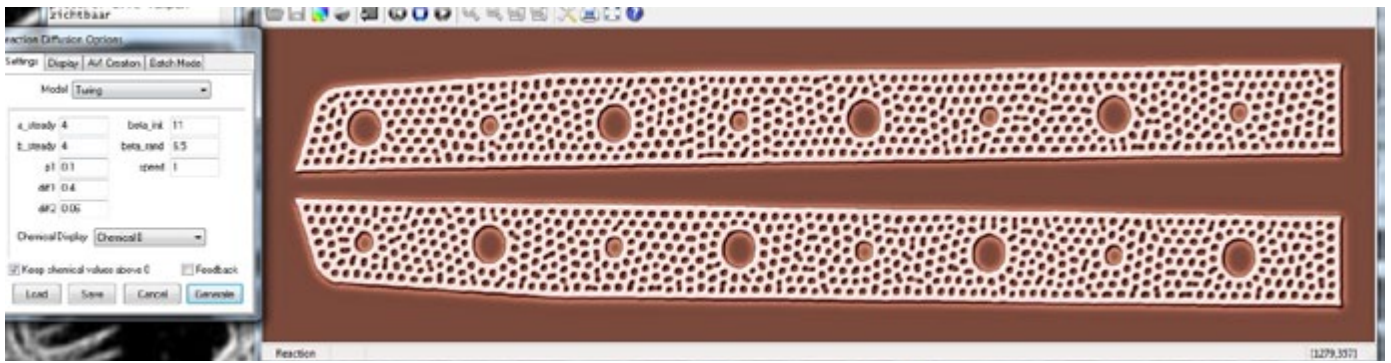 zichtbaar
Reaction Diffusion Options
Settings Display AVI Creation Batch Mode
Model Turing
a_steady 4 beta_init 11
b_steady 4 beta_rand 5.5
p1 0.1 speed 1
diff1 0.4
diff2 0.06
Chemical Display Chemical B
Keep chemical values above 0 Feedback
Load Save Cancel Generate
Reaction
[1279,357]